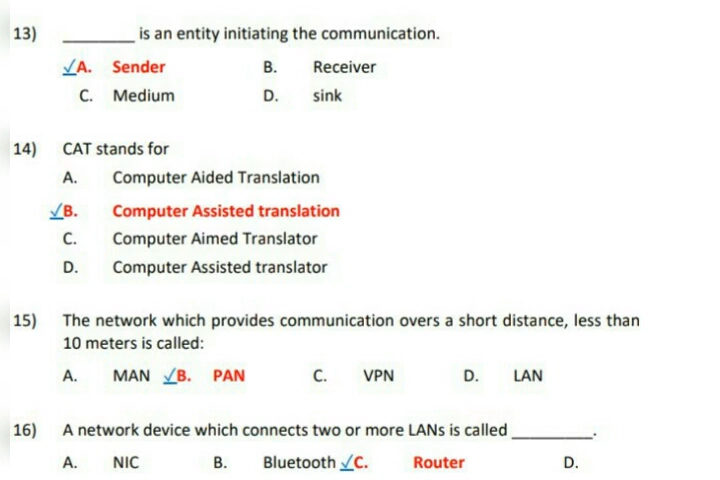 13) ________ is an entity initiating the communication.
✓A. Sender B. Receiver
C. Medium D. sink
14) CAT stands for
A. Computer Aided Translation
✓B. Computer Assisted translation
C. Computer Aimed Translator
D. Computer Assisted translator
15) The network which provides communication overs a short distance, less than
10 meters is called:
A. MAN ✓B. PAN C. VPN D. LAN
16) A network device which connects two or more LANs is called _________.
A. NIC B. Bluetooth ✓C. Router D.